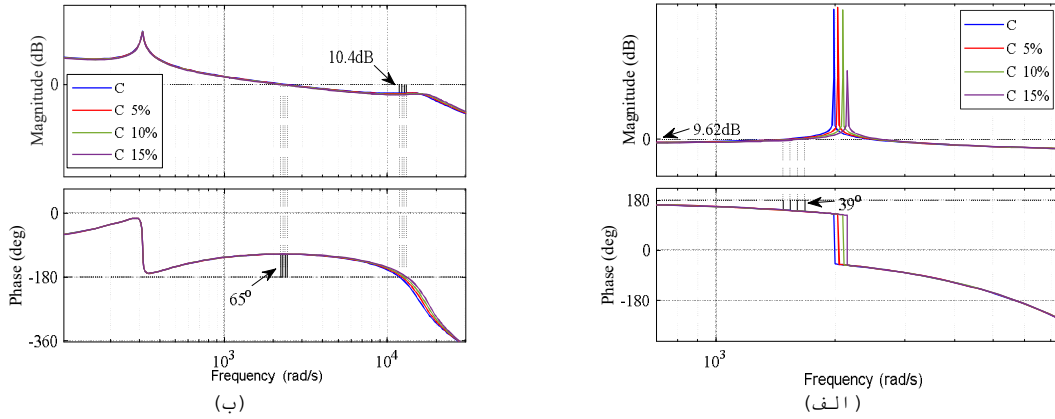 Magnitude (dB)
0
10.4dB
C
C 5%
C 10%
C 15%
Phase (deg)
0
-180
-360
65°
10³
10⁴
Frequency (rad/s)
(ب)
Magnitude (dB)
0
9.62dB
C
C 5%
C 10%
C 15%
Phase (deg)
180
0
-180
39°
10³
Frequency (rad/s)
(الف)